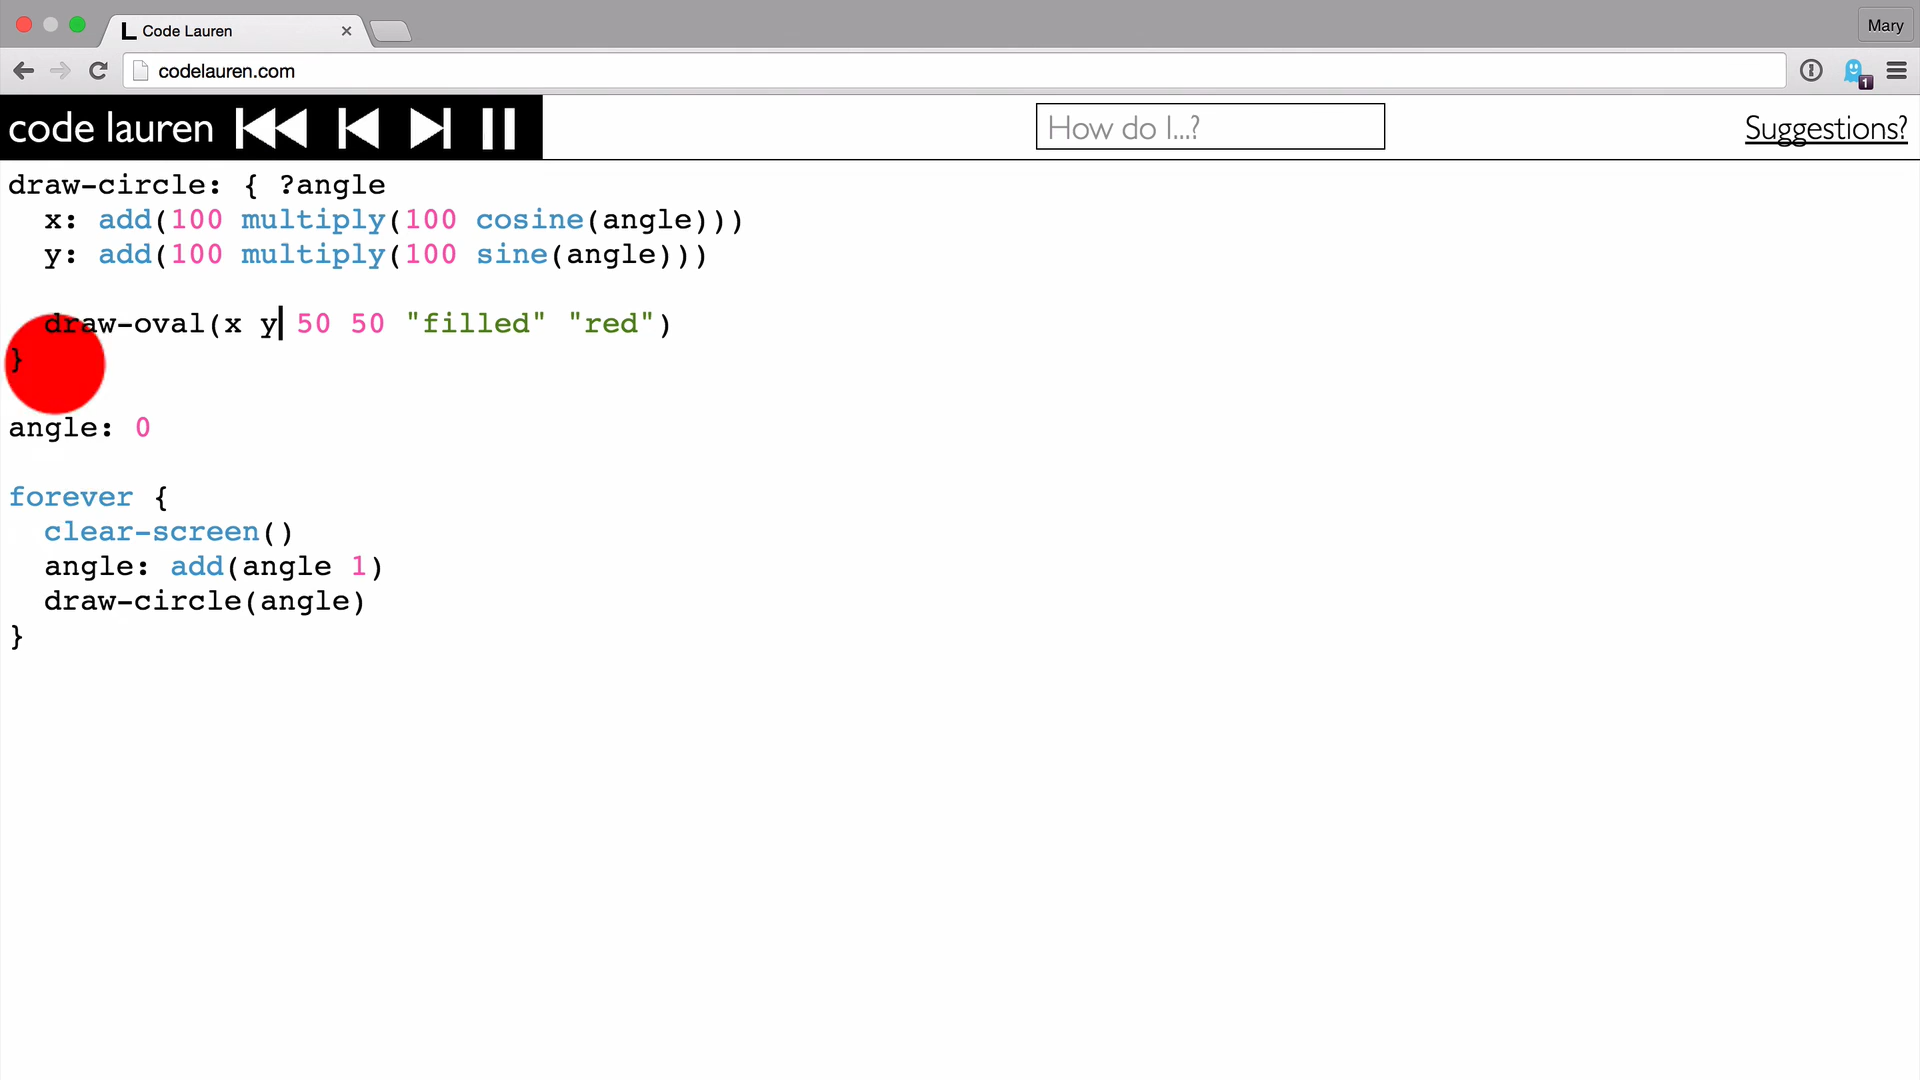 Code Lauren
Mary
codelauren.com
1
code lauren
How do I...?
Suggestions?
draw-circle: { ?angle
x: add(100 multiply(100 cosine(angle)))
y: add(100 multiply(100 sine(angle)))
draw-oval(x y 50 50 "filled" "red")
}
angle: 0
forever {
clear-screen()
angle: add(angle 1)
draw-circle(angle)
}